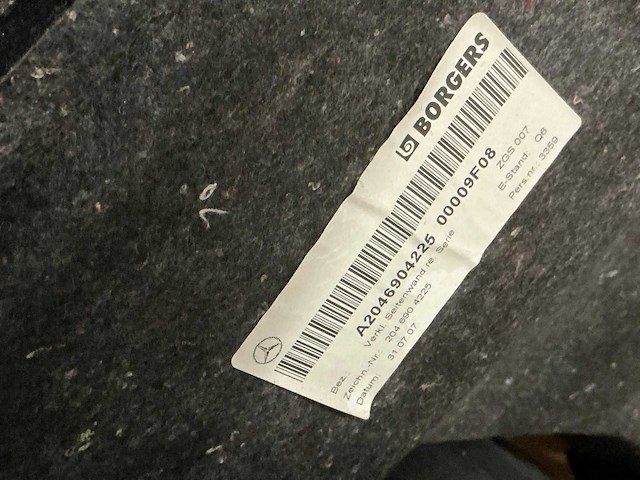 BORGERS
A2046904225 00009F08
Bez.: Verkl. Seitenwand re. Serie
Zeichn.-Nr.: 204 690 4225
Datum: 31.07.07
ZGS 007
E-Stand: Q6
Pers.nr.: 3359